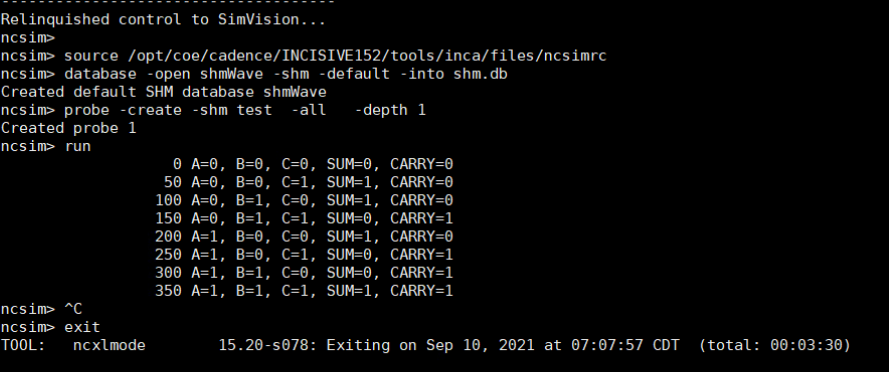 -------------------------------------
Relinquished control to SimVision...
ncsim>
ncsim> source /opt/coe/cadence/INCISIVE152/tools/inca/files/ncsimrc
ncsim> database -open shmWave -shm -default -into shm.db
Created default SHM database shmWave
ncsim> probe -create -shm test  -all   -depth 1
Created probe 1
ncsim> run
                   0 A=0, B=0, C=0, SUM=0, CARRY=0
                  50 A=0, B=0, C=1, SUM=1, CARRY=0
                 100 A=0, B=1, C=0, SUM=1, CARRY=0
                 150 A=0, B=1, C=1, SUM=0, CARRY=1
                 200 A=1, B=0, C=0, SUM=1, CARRY=0
                 250 A=1, B=0, C=1, SUM=0, CARRY=1
                 300 A=1, B=1, C=0, SUM=0, CARRY=1
                 350 A=1, B=1, C=1, SUM=1, CARRY=1
ncsim> ^C
ncsim> exit
TOOL:   ncxlmode        15.20-s078: Exiting on Sep 10, 2021 at 07:07:57 CDT  (total: 00:03:30)